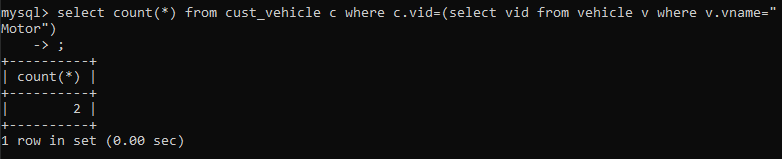 mysql> select count(*) from cust_vehicle c where c.vid=(select vid from vehicle v where v.vname="
Motor")
    -> ;
+----------+
| count(*) |
+----------+
|        2 |
+----------+
1 row in set (0.00 sec)